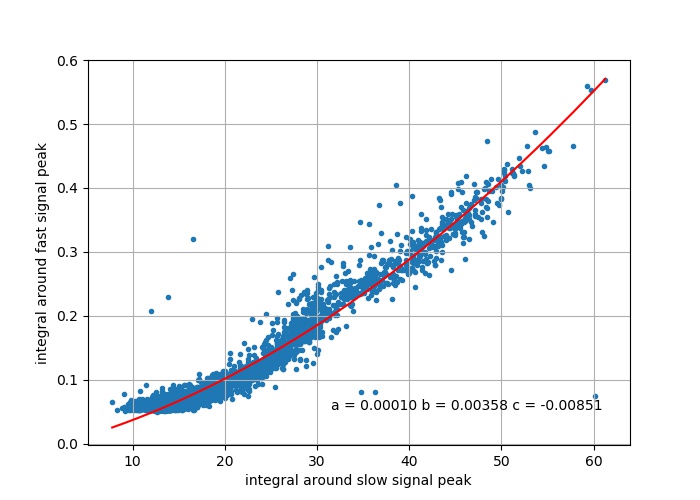 0.6
0.5
0.4
0.3
0.2
0.1
0.0
integral around fast signal peak
a = 0.00010 b = 0.00358 c = -0.00851
10 20 30 40 50 60
integral around slow signal peak